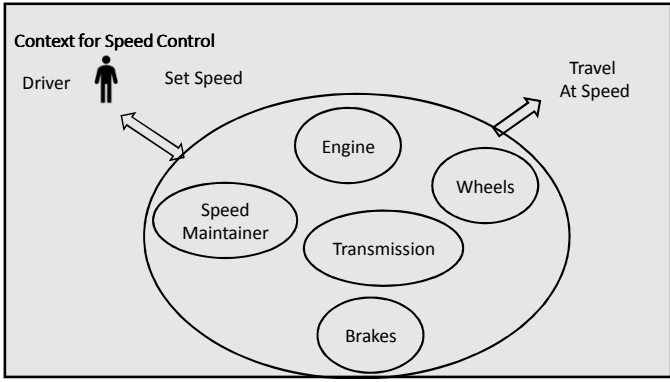 Context for Speed Control
Driver
Set Speed
Travel
At Speed
Engine
Wheels
Speed
Maintainer
Transmission
Brakes